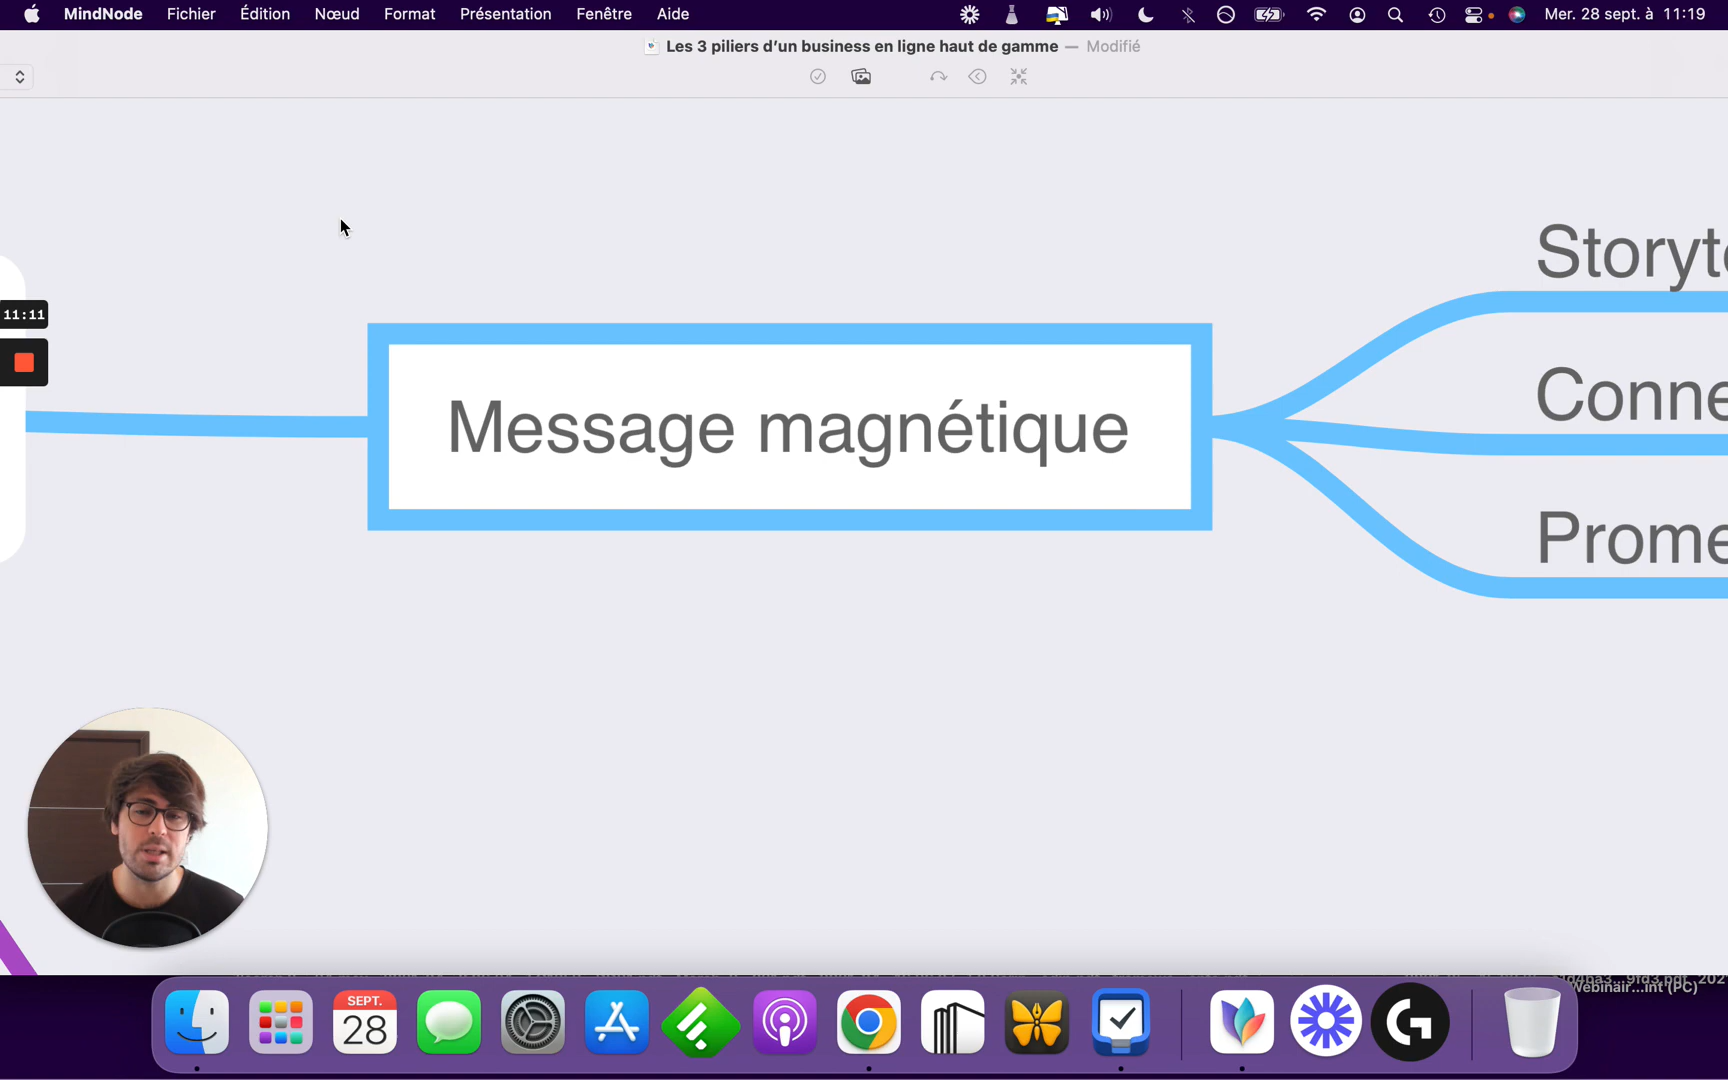 MindNode Fichier Édition Nœud Format Présentation Fenêtre Aide Mer. 28 sept. à 11:19
Les 3 piliers d'un business en ligne haut de gamme — Modifié
11:11
Message magnétique
Storyt
Conne
Prome
webinair...int (PC)
SEPT.
28